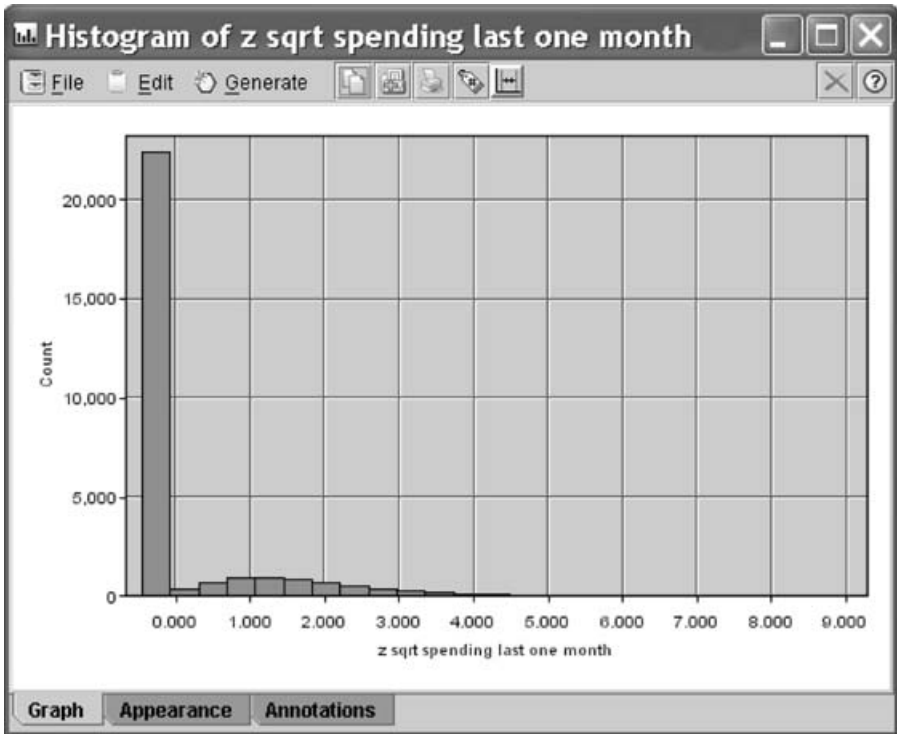 Histogram of z sqrt spending last one month
File Edit Generate
20,000
15,000
Count
10,000
5,000
0
0.000 1.000 2.000 3.000 4.000 5.000 6.000 7.000 8.000 9.000
z sqrt spending last one month
Graph Appearance Annotations